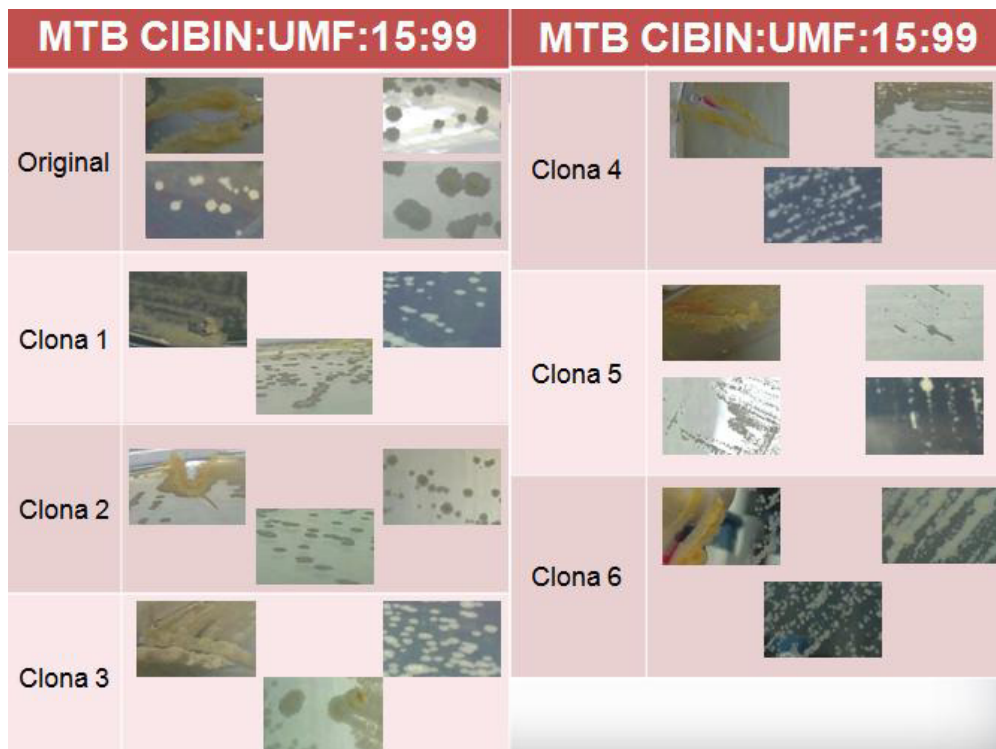 MTB CIBIN:UMF:15:99
Original
Clona 1
Clona 2
Clona 3
MTB CIBIN:UMF:15:99
Clona 4
Clona 5
Clona 6